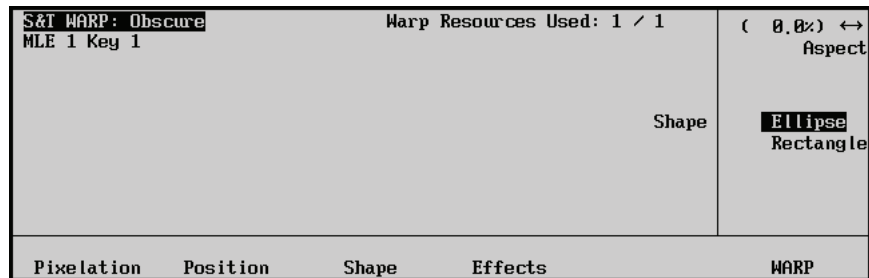 S&T WARP: Obscure Warp Resources Used: 1 / 1 ( 0.0%) ↔
MLE 1 Key 1 Aspect
Shape Ellipse
Rectangle
Pixelation Position Shape Effects WARP